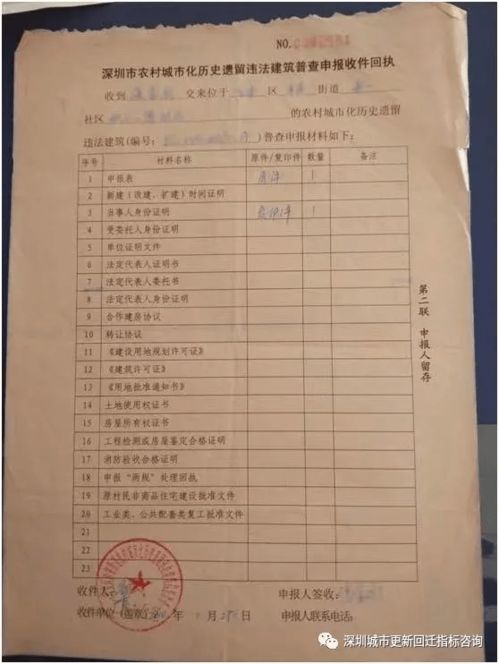 NO.
深圳市农村城市化历史遗留违法建筑普查申报收件回执
收到 交来位于 区 街道
社区 的农村城市化历史遗留
违法建筑(编号: )普查申报材料如下:
序号 材料名称 原件/复印件 数量 备注
1 申报表 原件 1
2 新建(改建、扩建)时间证明
3 当事人身份证明 复印件 1
4 受委托人身份证明
5 单位证明文件
6 法定代表人证明书
7 法定代表人委托书
8 法定代表人身份证明
9 合作建房协议
10 转让协议
11 《建设用地规划许可证》
12 《建筑许可证》
13 《用地批准通知书》
14 土地使用权证书
15 房屋所有权证书
16 工程检测或房屋鉴定合格证明
17 消防验收合格证明
18 申报“两规”处理回执
19 原村民非商品住宅建设批准文件
20 工业类、公共配套类复工批准文件
21
22
23
第二联 申报人留存
收件人: 申报人签收:
收件单位(盖章) 年 月 日 申报人联系电话:
深圳城市更新回迁指标咨询